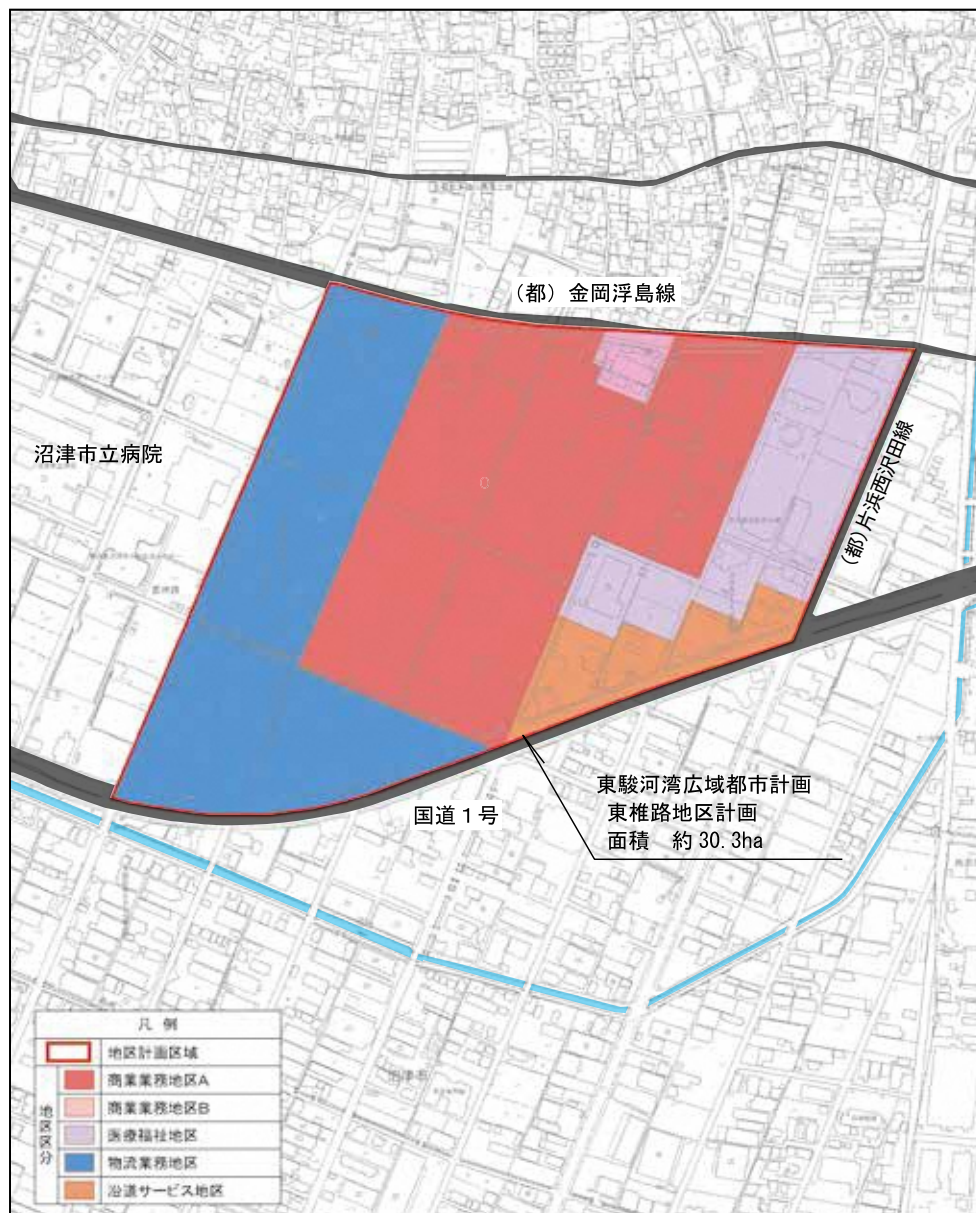 (都) 金岡浮島線
沼津市立病院
(都)片浜西沢田線
東駿河湾広域都市計画
東椎路地区計画
面積 約 30.3ha
国道1号
凡 例
地区計画区域
地区区分
商業業務地区A
商業業務地区B
医療福祉地区
物流業務地区
沿道サービス地区